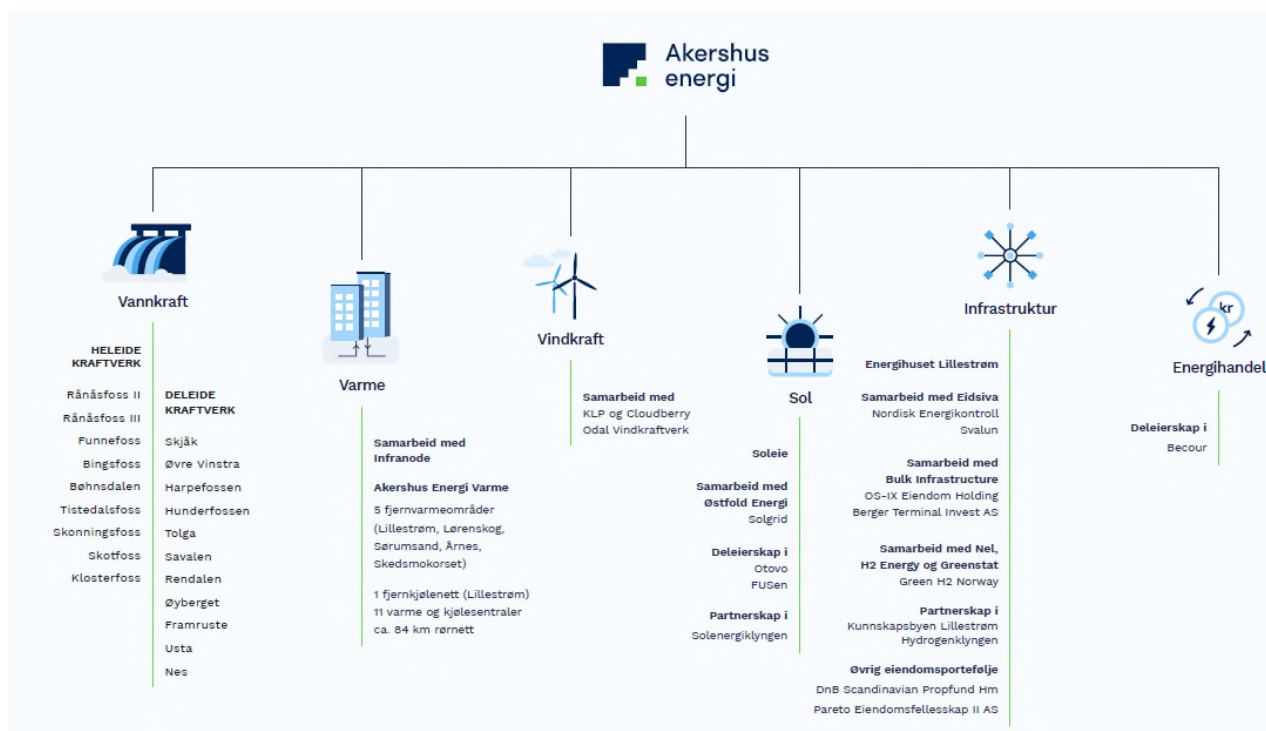 Akershus
energi
Vannkraft
HELEIDE
KRAFTVERK
Rånåsfoss II
Rånåsfoss III
Funnefoss
Bingsfoss
Bøhnsdalen
Tistedalsfoss
Skonningsfoss
Skotfoss
Klosterfoss
DELEIDE
KRAFTVERK
Skjåk
Øvre Vinstra
Harpefossen
Hunderfossen
Tolga
Savalen
Rendalen
Øyberget
Framruste
Usta
Nes
Varme
Samarbeid med
Infranode
Akershus Energi Varme
5 fjernvarmeområder
(Lillestrøm, Lørenskog,
Sørumsand, Årnes,
Skedsmokorset)
1 fjernkjølenett (Lillestrøm)
11 varme og kjølesentraler
ca. 84 km rørnett
Vindkraft
Samarbeid med
KLP og Cloudberry
Odal Vindkraftverk
Sol
Soleie
Samarbeid med
Østfold Energi
Solgrid
Deleierskap i
Otovo
FUSen
Partnerskap i
Solenergiklyngen
Infrastruktur
Energihuset Lillestrøm
Samarbeid med Eidsiva
Nordisk Energikontroll
Svalun
Samarbeid med
Bulk Infrastructure
OS-IX Eiendom Holding
Berger Terminal Invest AS
Samarbeid med Nel,
H2 Energy og Greenstat
Green H2 Norway
Partnerskap i
Kunnskapsbyen Lillestrøm
Hydrogenklyngen
Øvrig eiendomsportefølje
DnB Scandinavian Propfund Hm
Pareto Eiendomsfellesskap II AS
kr
Energihandel
Deleierskap i
Becour